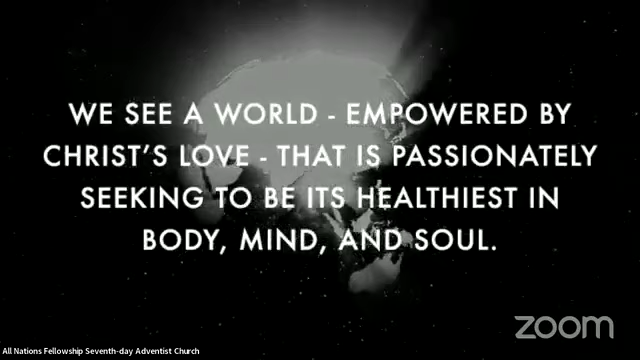 WE SEE A WORLD - EMPOWERED BY
CHRIST'S LOVE - THAT IS PASSIONATELY
SEEKING TO BE ITS HEALTHIEST IN
BODY, MIND, AND SOUL.
zoom
All Nations Fellowship Seventh-day Adventist Church